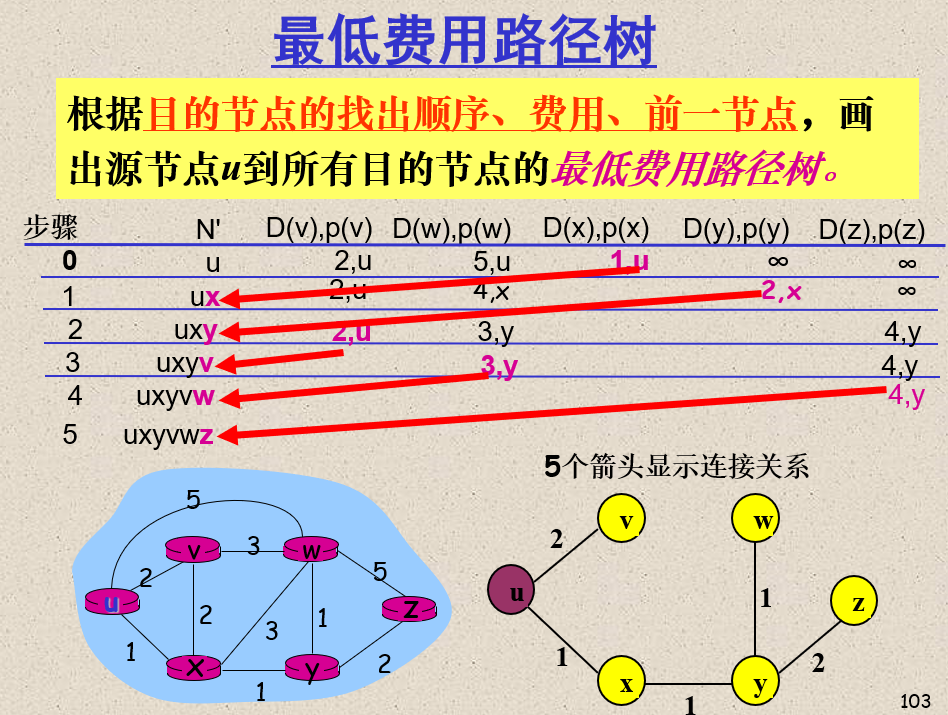 最低费用路径树
根据目的节点的找出顺序、费用、前一节点，画
出源节点u到所有目的节点的最低费用路径树。
步骤 N' D(v),p(v) D(w),p(w) D(x),p(x) D(y),p(y) D(z),p(z)
0 u 2,u 5,u 1,u ∞ ∞
1 ux 2,u 4,x 2,x ∞
2 uxy 2,u 3,y 4,y
3 uxyv 3,y 4,y
4 uxyvw 4,y
5 uxyvwz
5个箭头显示连接关系
5
v 3 w
2 5
u 2 3 1 z
1 2
x 1 y
v w
2
u 1 z
1 2
x 1 y
103